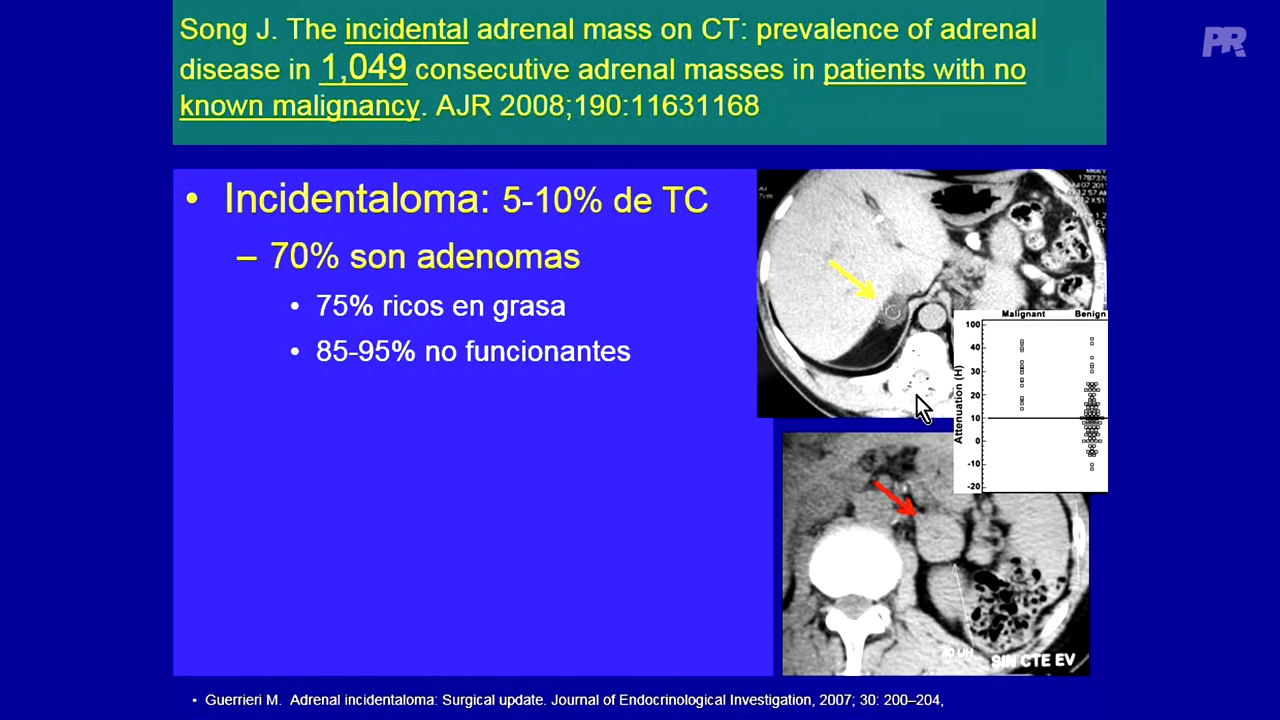 Song J. The incidental adrenal mass on CT: prevalence of adrenal
disease in 1,049 consecutive adrenal masses in patients with no
known malignancy. AJR 2008;190:11631168
PR
• Incidentaloma: 5-10% de TC
– 70% son adenomas
• 75% ricos en grasa
• 85-95% no funcionantes
Malignant Benign
Attenuation (H)
100
40
30
20
10
0
-10
-20
40 UH
SIN CTE EV
• Guerrieri M. Adrenal incidentaloma: Surgical update. Journal of Endocrinological Investigation, 2007; 30: 200–204,